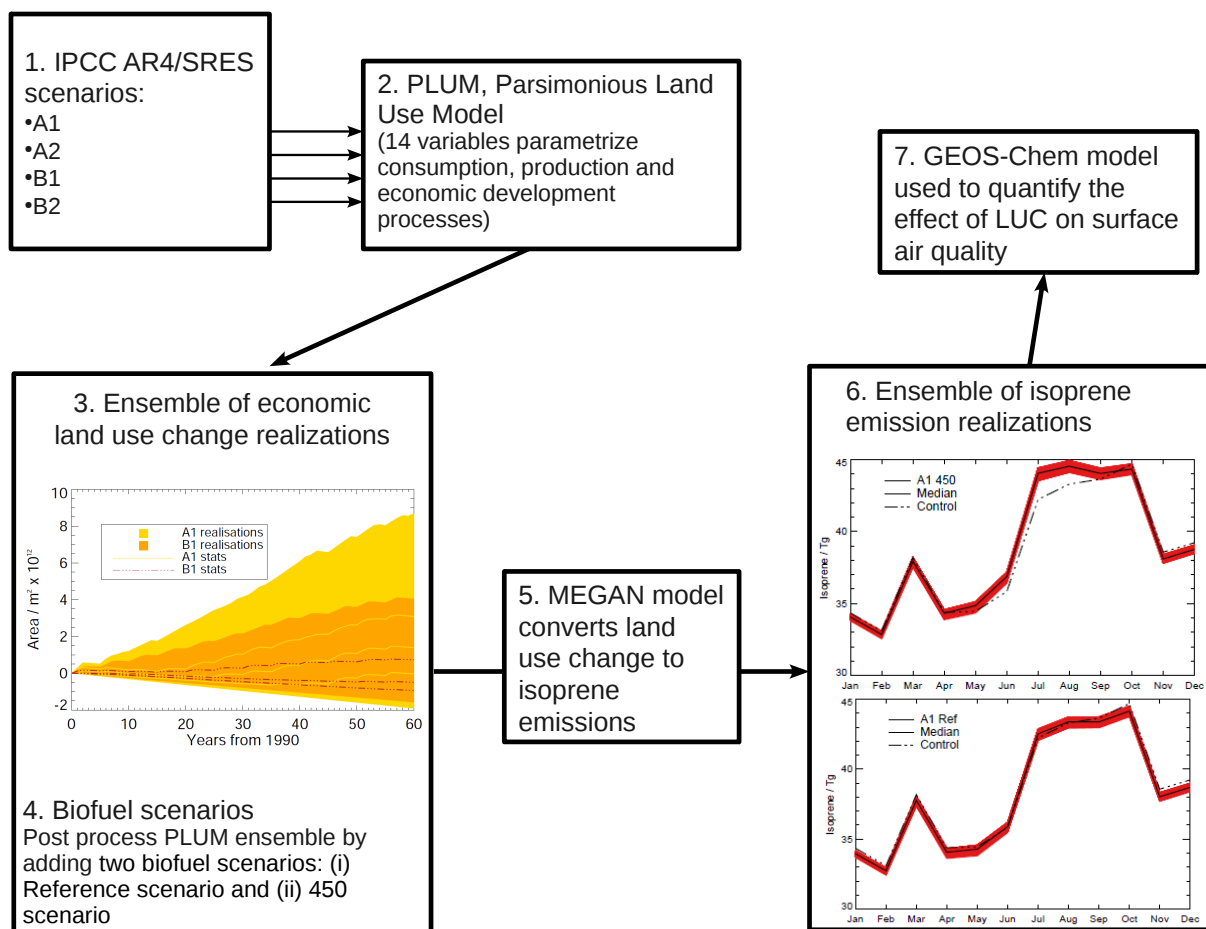 1. IPCC AR4/SRES
scenarios:
•A1
•A2
•B1
•B2
2. PLUM, Parsimonious Land
Use Model
(14 variables parametrize
consumption, production and
economic development
processes)
7. GEOS-Chem model
used to quantify the
effect of LUC on surface
air quality
3. Ensemble of economic
land use change realizations
10
8
6
4
2
0
-2
Area / m² x 10¹²
A1 realisations
B1 realisations
A1 stats
B1 stats
0 10 20 30 40 50 60
Years from 1990
4. Biofuel scenarios
Post process PLUM ensemble by
adding two biofuel scenarios: (i)
Reference scenario and (ii) 450
scenario
5. MEGAN model
converts land
use change to
isoprene
emissions
6. Ensemble of isoprene
emission realizations
45
40
35
30
Isoprene / Tg
A1 450
Median
Control
Jan Feb Mar Apr May Jun Jul Aug Sep Oct Nov Dec
45
40
35
30
Isoprene / Tg
A1 Ref
Median
Control
Jan Feb Mar Apr May Jun Jul Aug Sep Oct Nov Dec